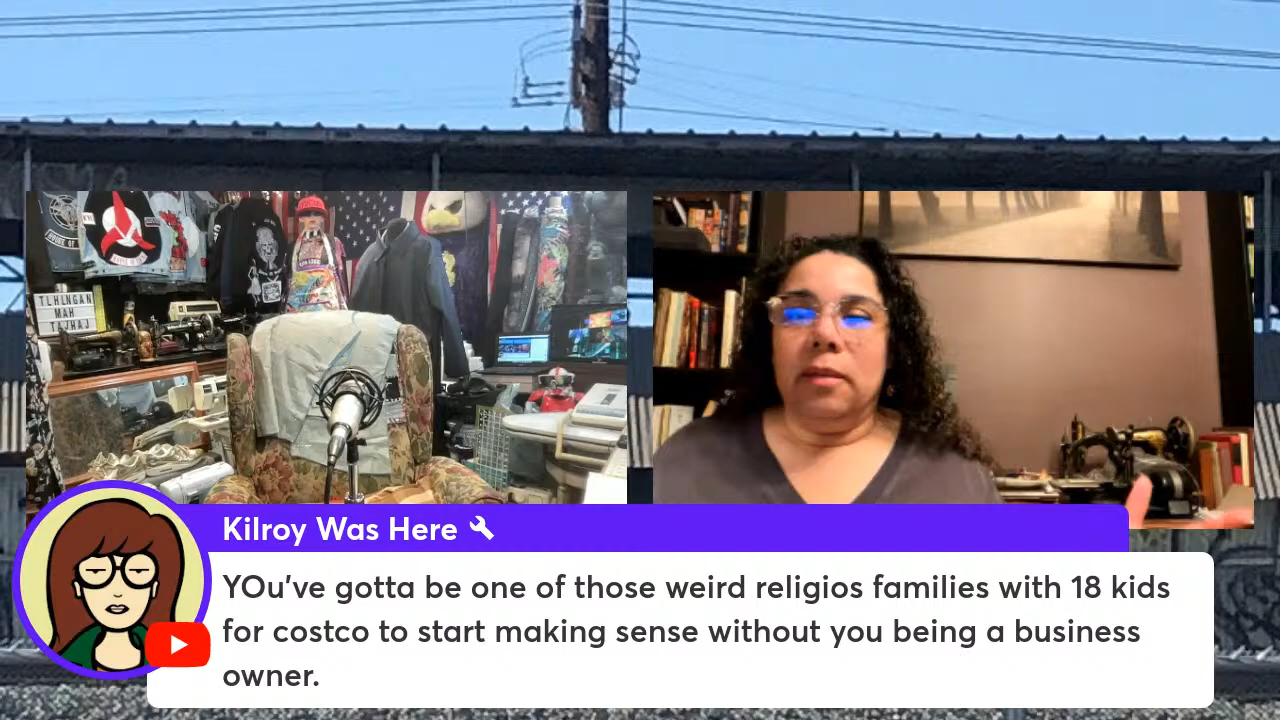 TLHLNGAN
MAH
TAJHAJ
Kilroy Was Here
YOu've gotta be one of those weird religios families with 18 kids
for costco to start making sense without you being a business
owner.